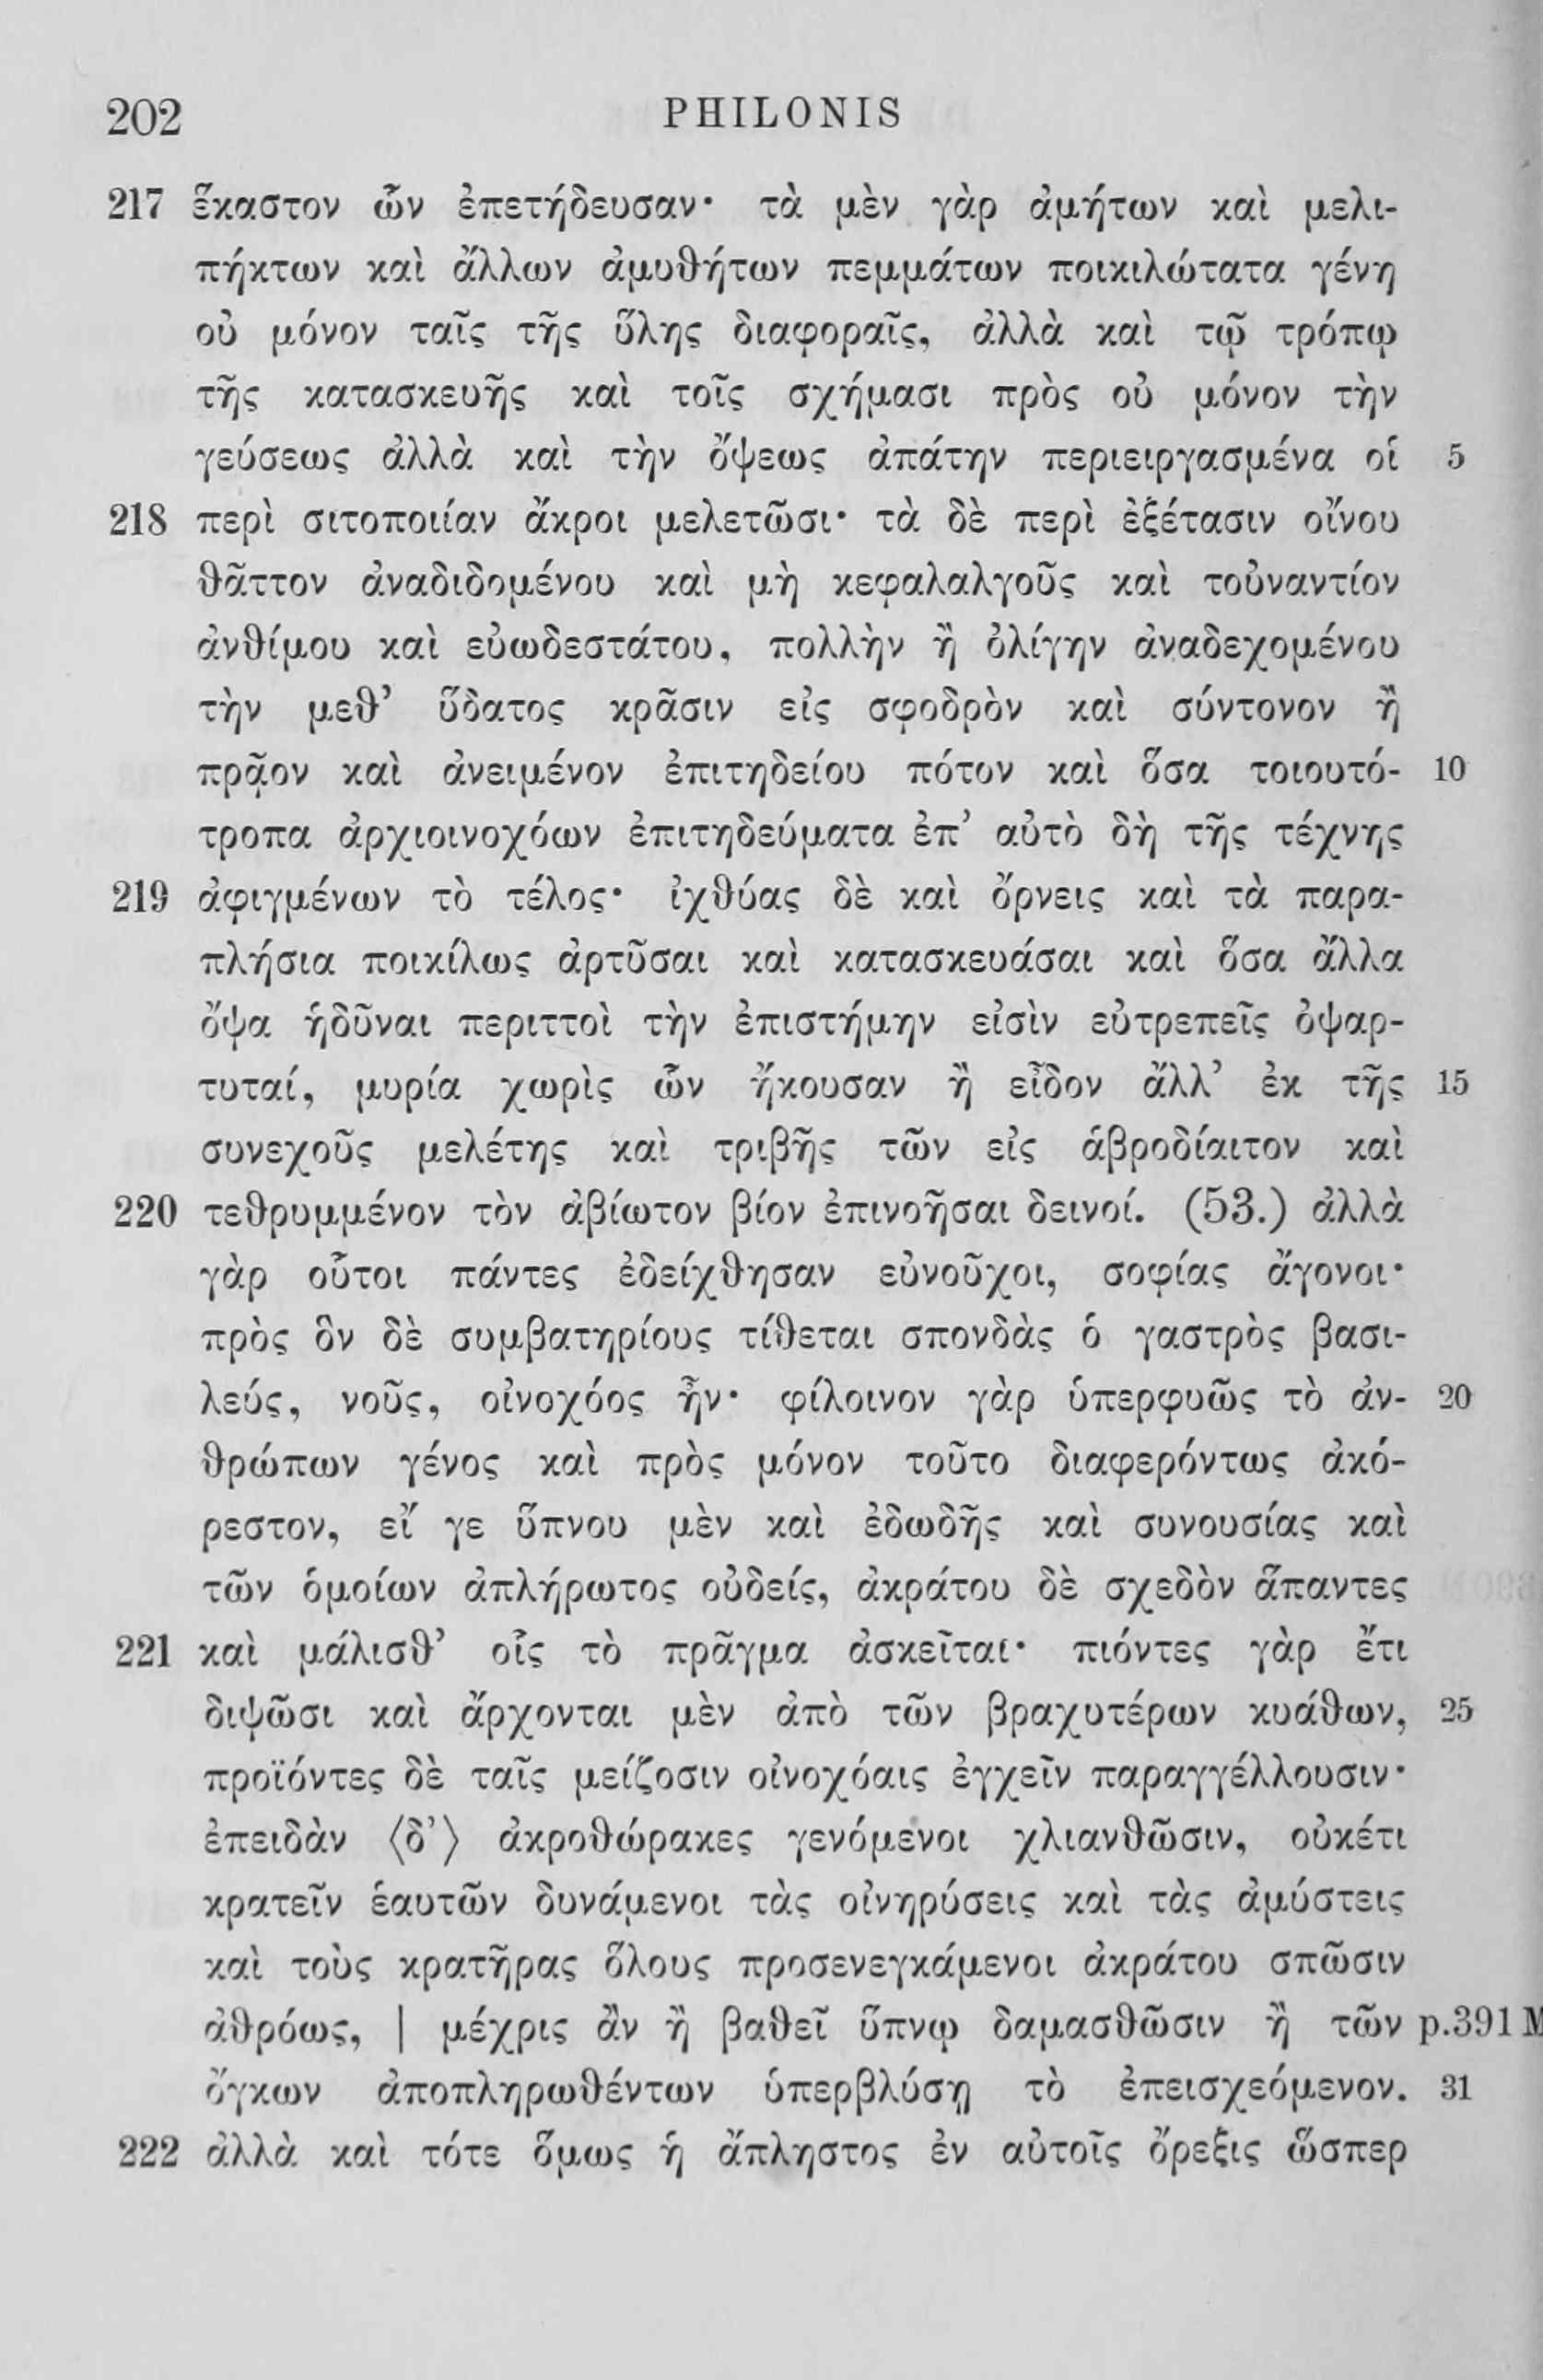 202 PHILONIS
217 ἕκαστον ὧν ἐπετήδευσαν· τὰ μὲν γὰρ ἀμήτων καὶ μελι-
πήκτων καὶ ἄλλων ἀμυθήτων πεμμάτων ποικιλώτατα γένη
οὐ μόνον ταῖς τῆς ὕλης διαφοραῖς, ἀλλὰ καὶ τῷ τρόπῳ
τῆς κατασκευῆς καὶ τοῖς σχήμασι πρὸς οὐ μόνον τὴν
γεύσεως ἀλλὰ καὶ τὴν ὄψεως ἀπάτην περιειργασμένα οἱ 5
218 περὶ σιτοποιίαν ἄκροι μελετῶσι· τὰ δὲ περὶ ἐξέτασιν οἴνου
θᾶττον ἀναδιδομένου καὶ μὴ κεφαλαλγοῦς καὶ τοὐναντίον
ἀνθίμου καὶ εὐωδεστάτου, πολλὴν ἢ ὀλίγην ἀναδεχομένου
τὴν μεθ’ ὕδατος κρᾶσιν εἰς σφοδρὸν καὶ σύντονον ἢ
πρᾷον καὶ ἀνειμένον ἐπιτηδείου πότον καὶ ὅσα τοιουτό- 10
τροπα ἀρχιοινοχόων ἐπιτηδεύματα ἐπ’ αὐτὸ δὴ τῆς τέχνης
219 ἀφιγμένων τὸ τέλος· ἰχθύας δὲ καὶ ὄρνεις καὶ τὰ παρα-
πλήσια ποικίλως ἀρτῦσαι καὶ κατασκευάσαι καὶ ὅσα ἄλλα
ὄψα ἡδῦναι περιττοὶ τὴν ἐπιστήμην εἰσὶν εὐτρεπεῖς ὀψαρ-
τυταί, μυρία χωρὶς ὧν ἤκουσαν ἢ εἶδον ἄλλ’ ἐκ τῆς 15
συνεχοῦς μελέτης καὶ τριβῆς τῶν εἰς ἁβροδίαιτον καὶ
220 τεθρυμμένον τὸν ἀβίωτον βίον ἐπινοῆσαι δεινοί. (53.) ἀλλὰ
γὰρ οὗτοι πάντες ἐδείχθησαν εὐνοῦχοι, σοφίας ἄγονοι·
πρὸς ὃν δὲ συμβατηρίους τίθεται σπονδὰς ὁ γαστρὸς βασι-
λεύς, νοῦς, οἰνοχόος ἦν· φίλοινον γὰρ ὑπερφυῶς τὸ ἀν- 20
θρώπων γένος καὶ πρὸς μόνον τοῦτο διαφερόντως ἀκό-
ρεστον, εἴ γε ὕπνου μὲν καὶ ἐδωδῆς καὶ συνουσίας καὶ
τῶν ὁμοίων ἀπλήρωτος οὐδείς, ἀκράτου δὲ σχεδὸν ἅπαντες
221 καὶ μάλισθ’ οἷς τὸ πρᾶγμα ἀσκεῖται· πιόντες γὰρ ἔτι
διψῶσι καὶ ἄρχονται μὲν ἀπὸ τῶν βραχυτέρων κυάθων, 25
προϊόντες δὲ ταῖς μείζοσιν οἰνοχόαις ἐγχεῖν παραγγέλλουσιν·
ἐπειδὰν ⟨δ’⟩ ἀκροθώρακες γενόμενοι χλιανθῶσιν, οὐκέτι
κρατεῖν ἑαυτῶν δυνάμενοι τὰς οἰνηρύσεις καὶ τὰς ἀμύστεις
καὶ τοὺς κρατῆρας ὅλους προσενεγκάμενοι ἀκράτου σπῶσιν
ἀθρόως, | μέχρις ἂν ἢ βαθεῖ ὕπνῳ δαμασθῶσιν ἢ τῶν p.391 M
ὄγκων ἀποπληρωθέντων ὑπερβλύσῃ τὸ ἐπεισχεόμενον. 31
222 ἀλλὰ καὶ τότε ὅμως ἡ ἄπληστος ἐν αὐτοῖς ὄρεξις ὥσπερ